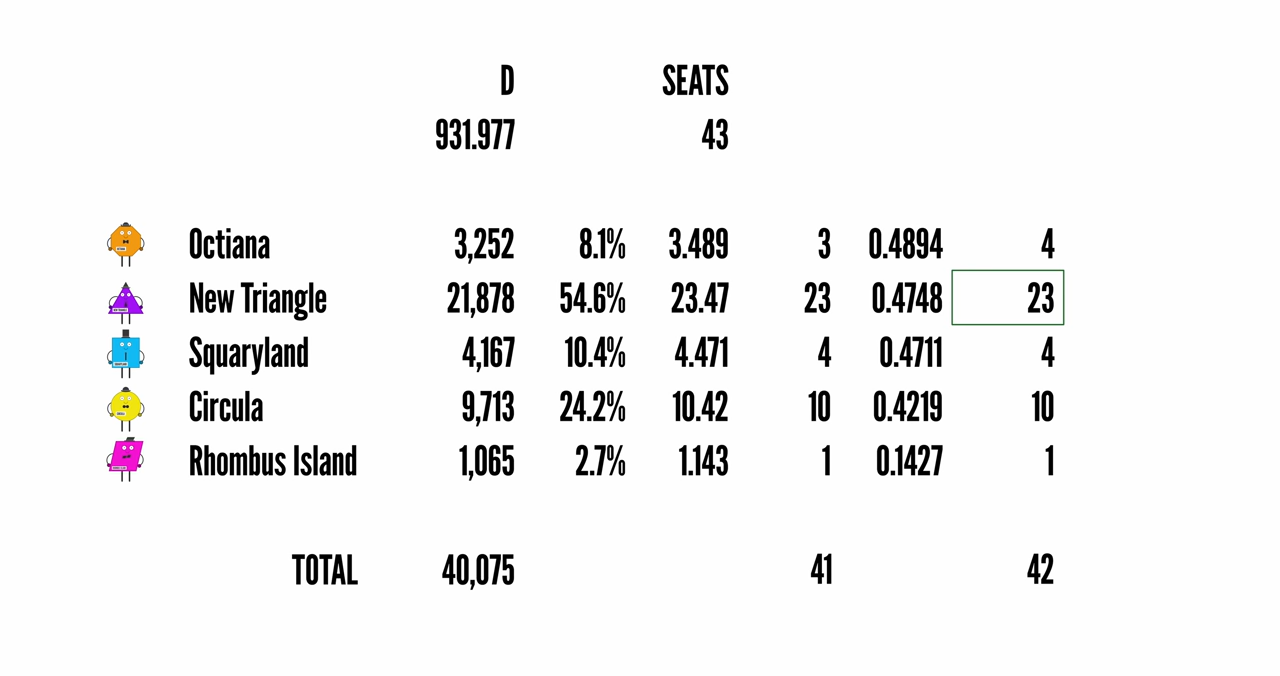 D SEATS
931.977 43
Octiana 3,252 8.1% 3.489 3 0.4894 4
New Triangle 21,878 54.6% 23.47 23 0.4748 23
Squaryland 4,167 10.4% 4.471 4 0.4711 4
Circula 9,713 24.2% 10.42 10 0.4219 10
Rhombus Island 1,065 2.7% 1.143 1 0.1427 1
TOTAL 40,075 41 42